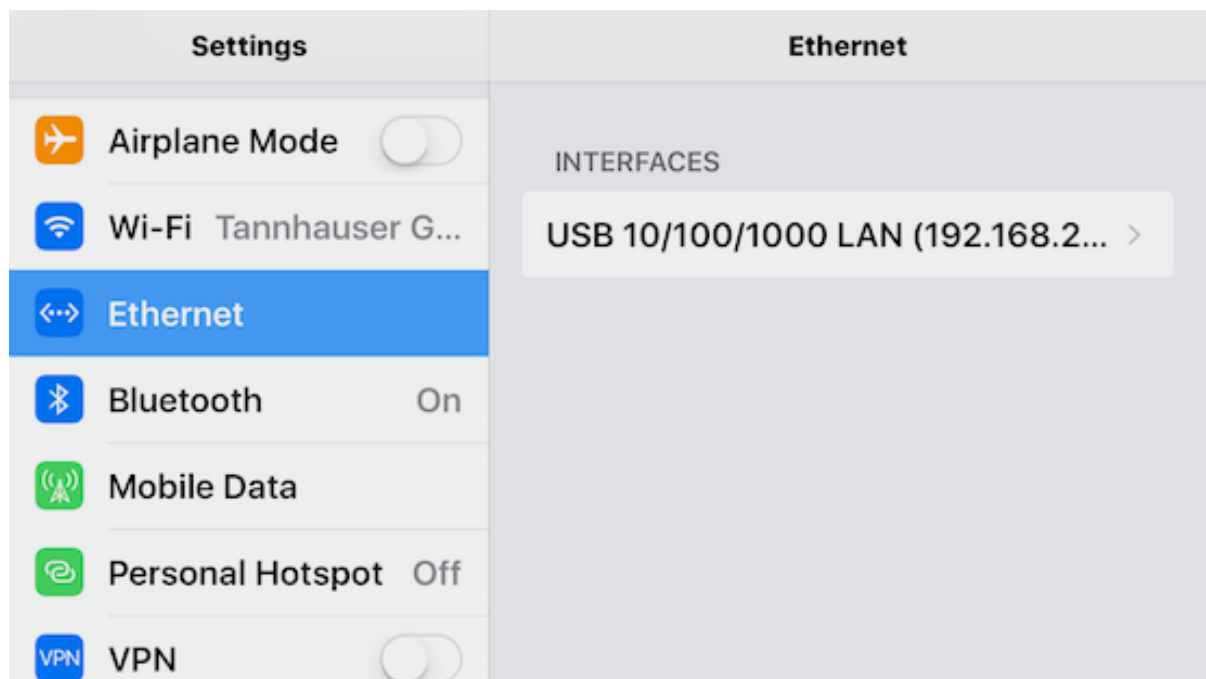 Settings
Airplane Mode
Wi-Fi Tannhauser G...
Ethernet
Bluetooth On
Mobile Data
Personal Hotspot Off
VPN VPN
Ethernet
INTERFACES
USB 10/100/1000 LAN (192.168.2...